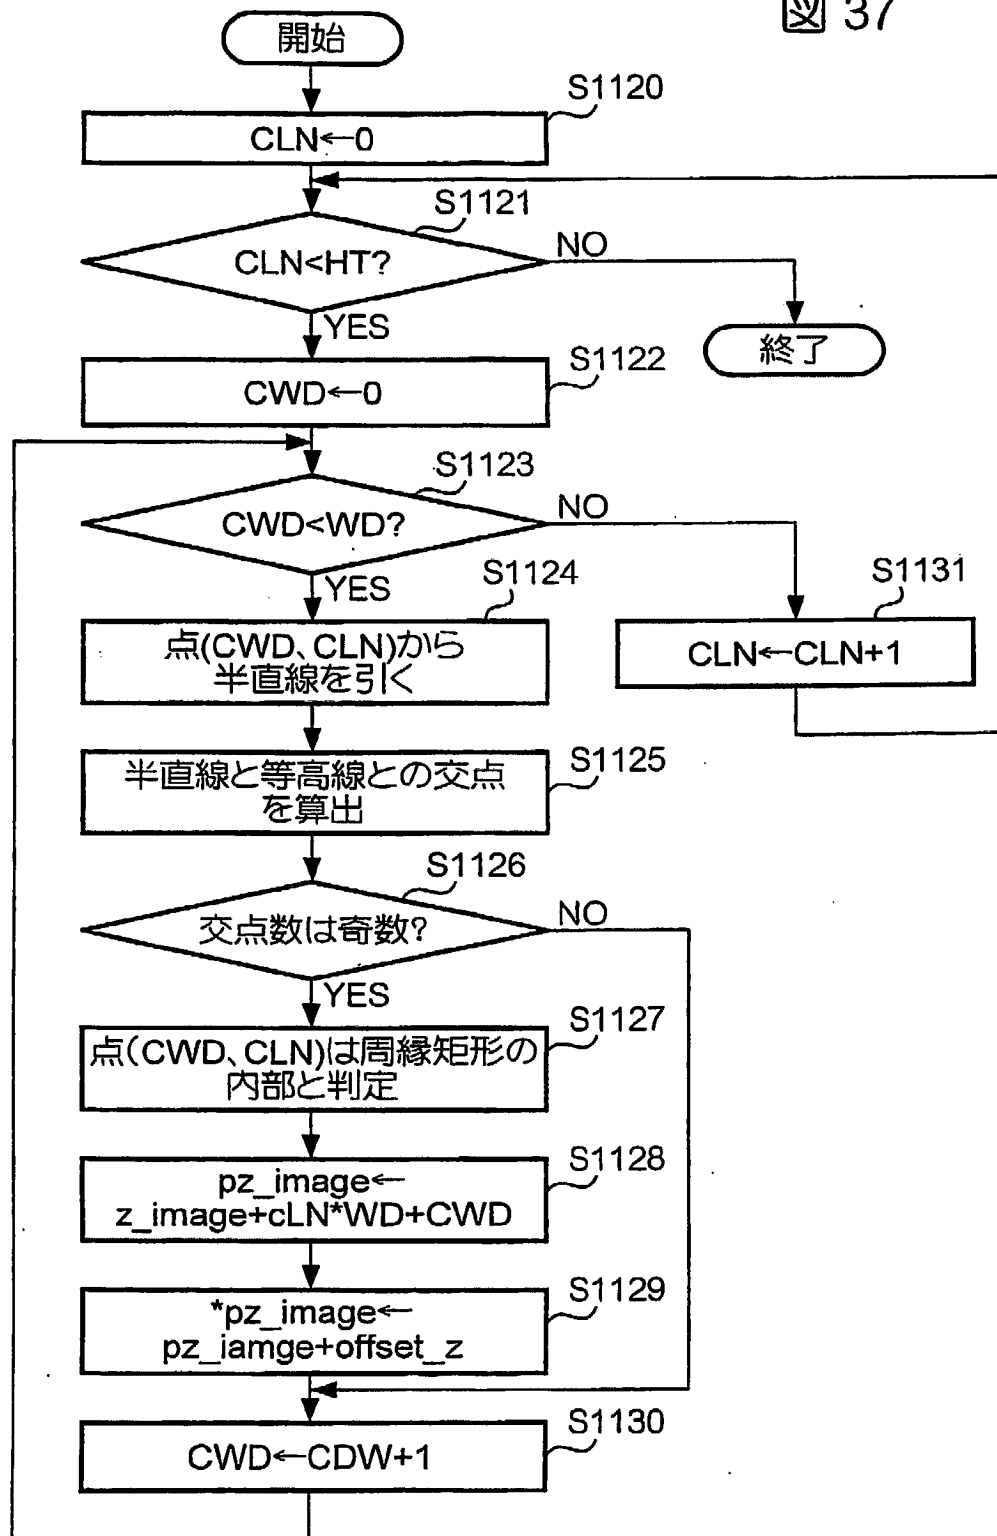 図 37
開始
S1120
CLN←0
S1121
CLN<HT?
NO
YES
終了
S1122
CWD←0
S1123
CWD<WD?
NO
YES
S1124
点(CWD、CLN)から
半直線を引く
S1131
CLN←CLN+1
S1125
半直線と等高線との交点
を算出
S1126
交点数は奇数?
NO
YES
S1127
点(CWD、CLN)は周縁矩形の
内部と判定
S1128
pz_image←
z_image+cLN*WD+CWD
S1129
*pz_image←
pz_iamge+offset_z
S1130
CWD←CDW+1